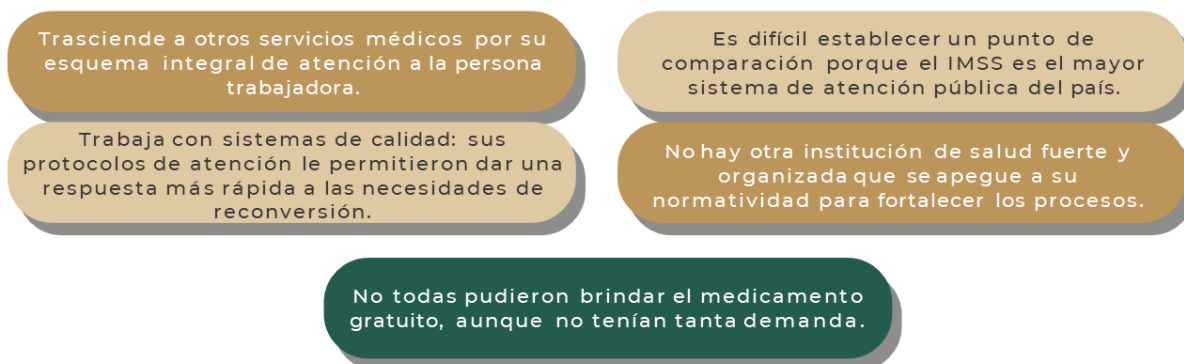 Trasciende a otros servicios médicos por su
esquema integral de atención a la persona
trabajadora.
Es difícil establecer un punto de
comparación porque el IMSS es el mayor
sistema de atención pública del país.
Trabaja con sistemas de calidad: sus
protocolos de atención le permitieron dar una
respuesta más rápida a las necesidades de
reconversión.
No hay otra institución de salud fuerte y
organizada que se apegue a su
normatividad para fortalecer los procesos.
No todas pudieron brindar el medicamento
gratuito, aunque no tenían tanta demanda.